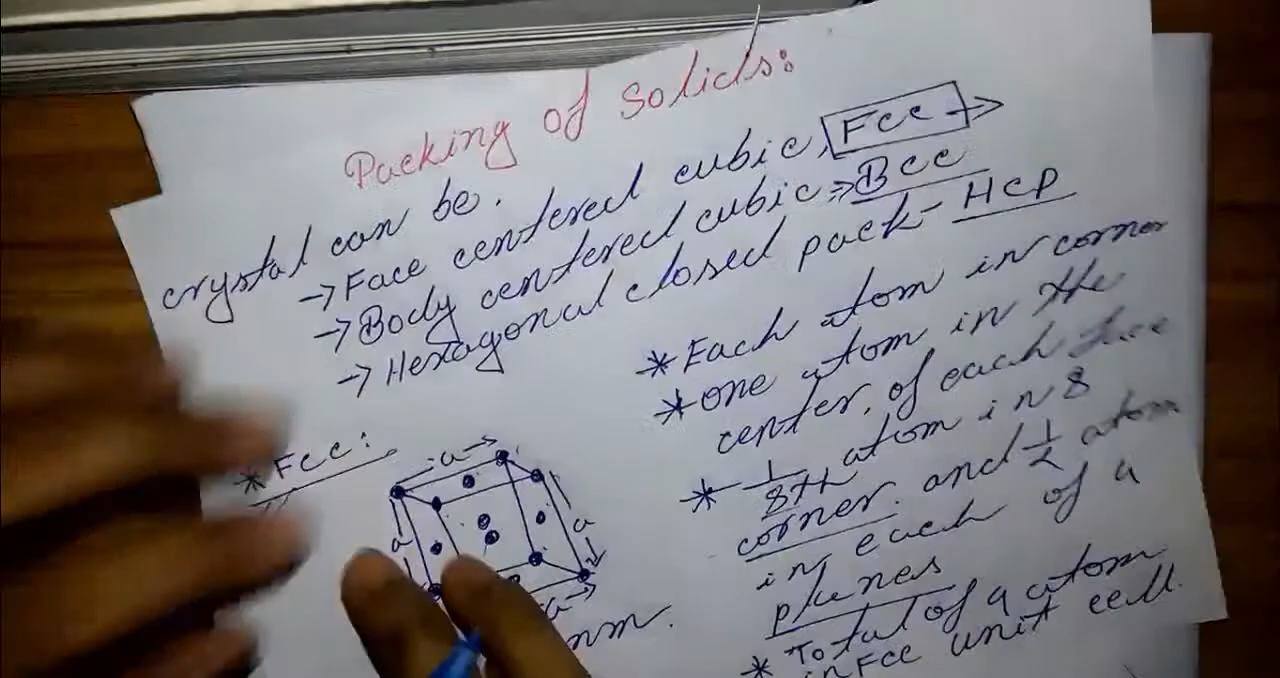 Packing of Solids:
crystal can be.
→ Face centered cubic, Fcc →
→ Body centered cubic ⇒ Bcc
→ Hexagonal closed pack - Hcp
* Fcc:
a
a
a
a
nm.
* Each atom in corner
* one atom in the
center, of each face
* 1/8th atom in 8
corner. and 1/2 atom
in each of a
planes
* Total of 4 atom
in Fcc unit cell.